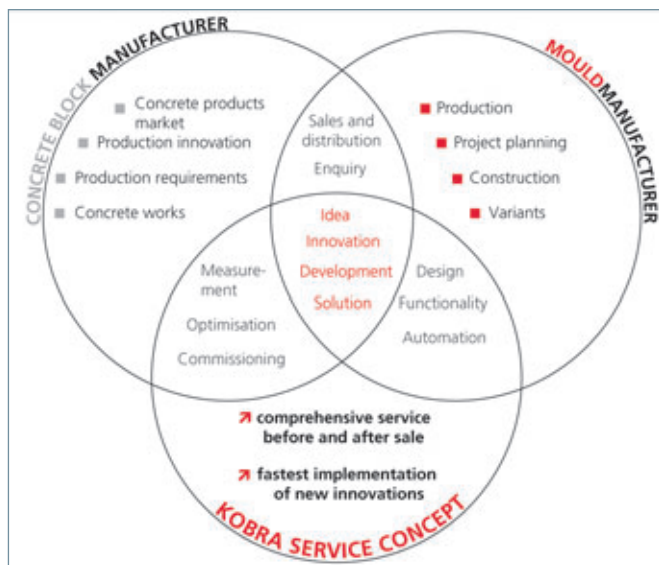 CONCRETE BLOCK MANUFACTURER
Concrete products
market
Production innovation
Production requirements
Concrete works
Sales and
distribution
Enquiry
MOULDMANUFACTURER
Production
Project planning
Construction
Variants
Idea
Innovation
Development
Solution
Measure-
ment
Optimisation
Commissioning
Design
Functionality
Automation
comprehensive service
before and after sale
fastest implementation
of new innovations
KOBRA SERVICE CONCEPT